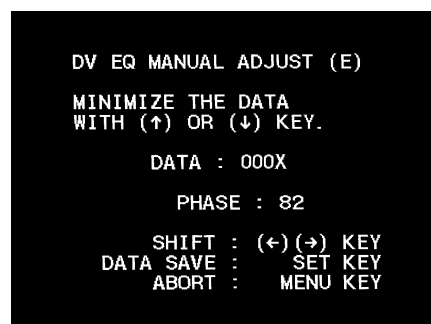 DV EQ MANUAL ADJUST (E)
MINIMIZE THE DATA
WITH (↑) OR (↓) KEY.
DATA : 000X
PHASE : 82
SHIFT : (←)(→) KEY
DATA SAVE : SET KEY
ABORT : MENU KEY